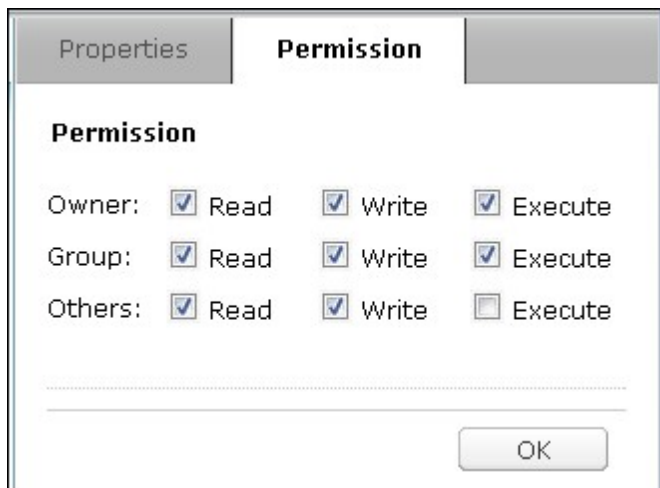 Properties Permission
Permission
Owner: Read Write Execute
Group: Read Write Execute
Others: Read Write Execute
OK